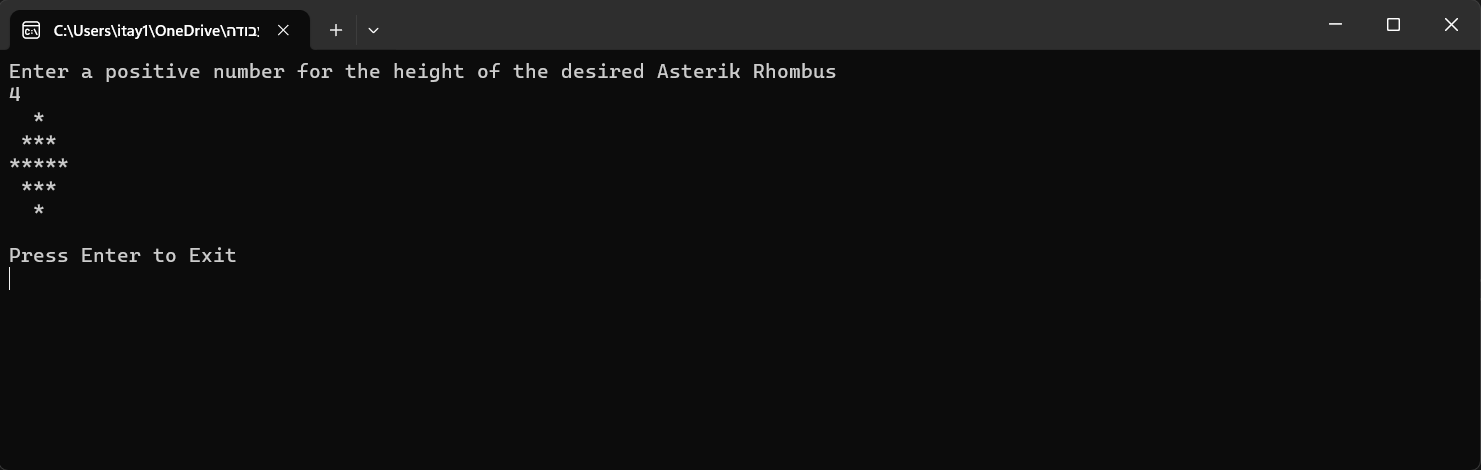 C:\Users\itay1\OneDrive\עבודה
Enter a positive number for the height of the desired Asterik Rhombus
4
  *
 ***
*****
 ***
  *
Press Enter to Exit